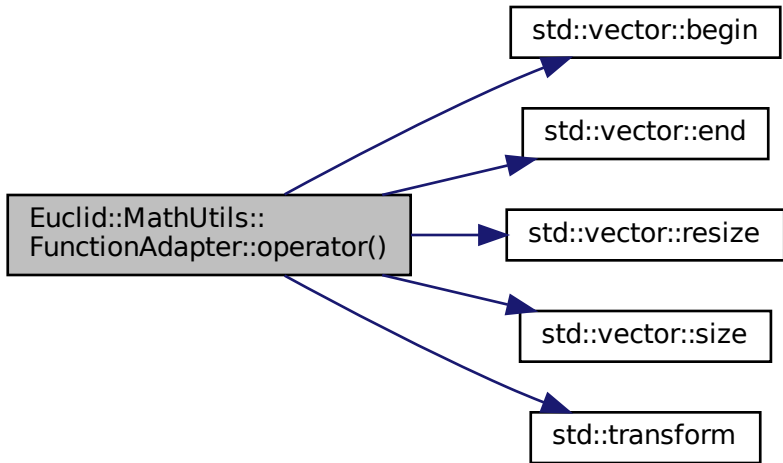 std::vector::begin
std::vector::end
Euclid::MathUtils::
FunctionAdapter::operator()
std::vector::resize
std::vector::size
std::transform